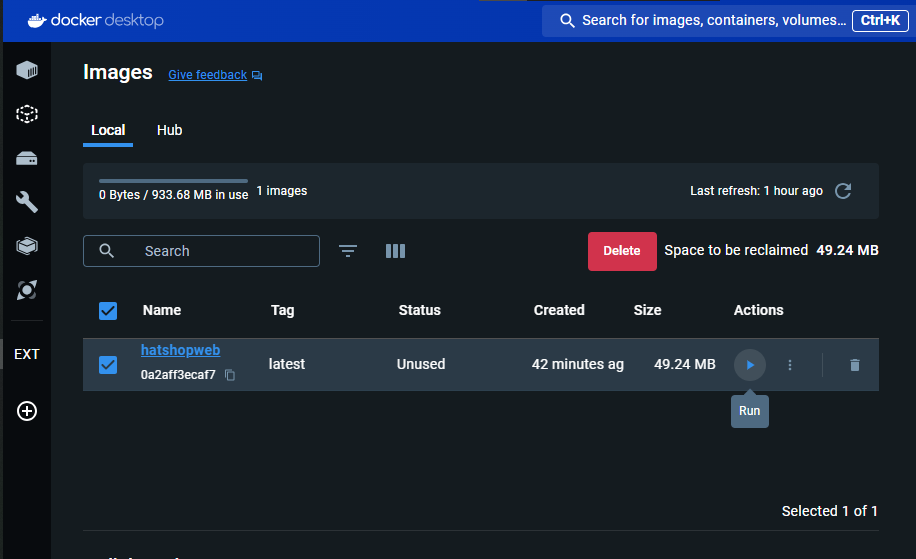 docker desktop
Search for images, containers, volumes... Ctrl+K
Images Give feedback
Local Hub
0 Bytes / 933.68 MB in use 1 images Last refresh: 1 hour ago
Search Delete Space to be reclaimed 49.24 MB
Name Tag Status Created Size Actions
hatshopweb
0a2aff3ecaf7 latest Unused 42 minutes ag 49.24 MB
EXT
Run
Selected 1 of 1